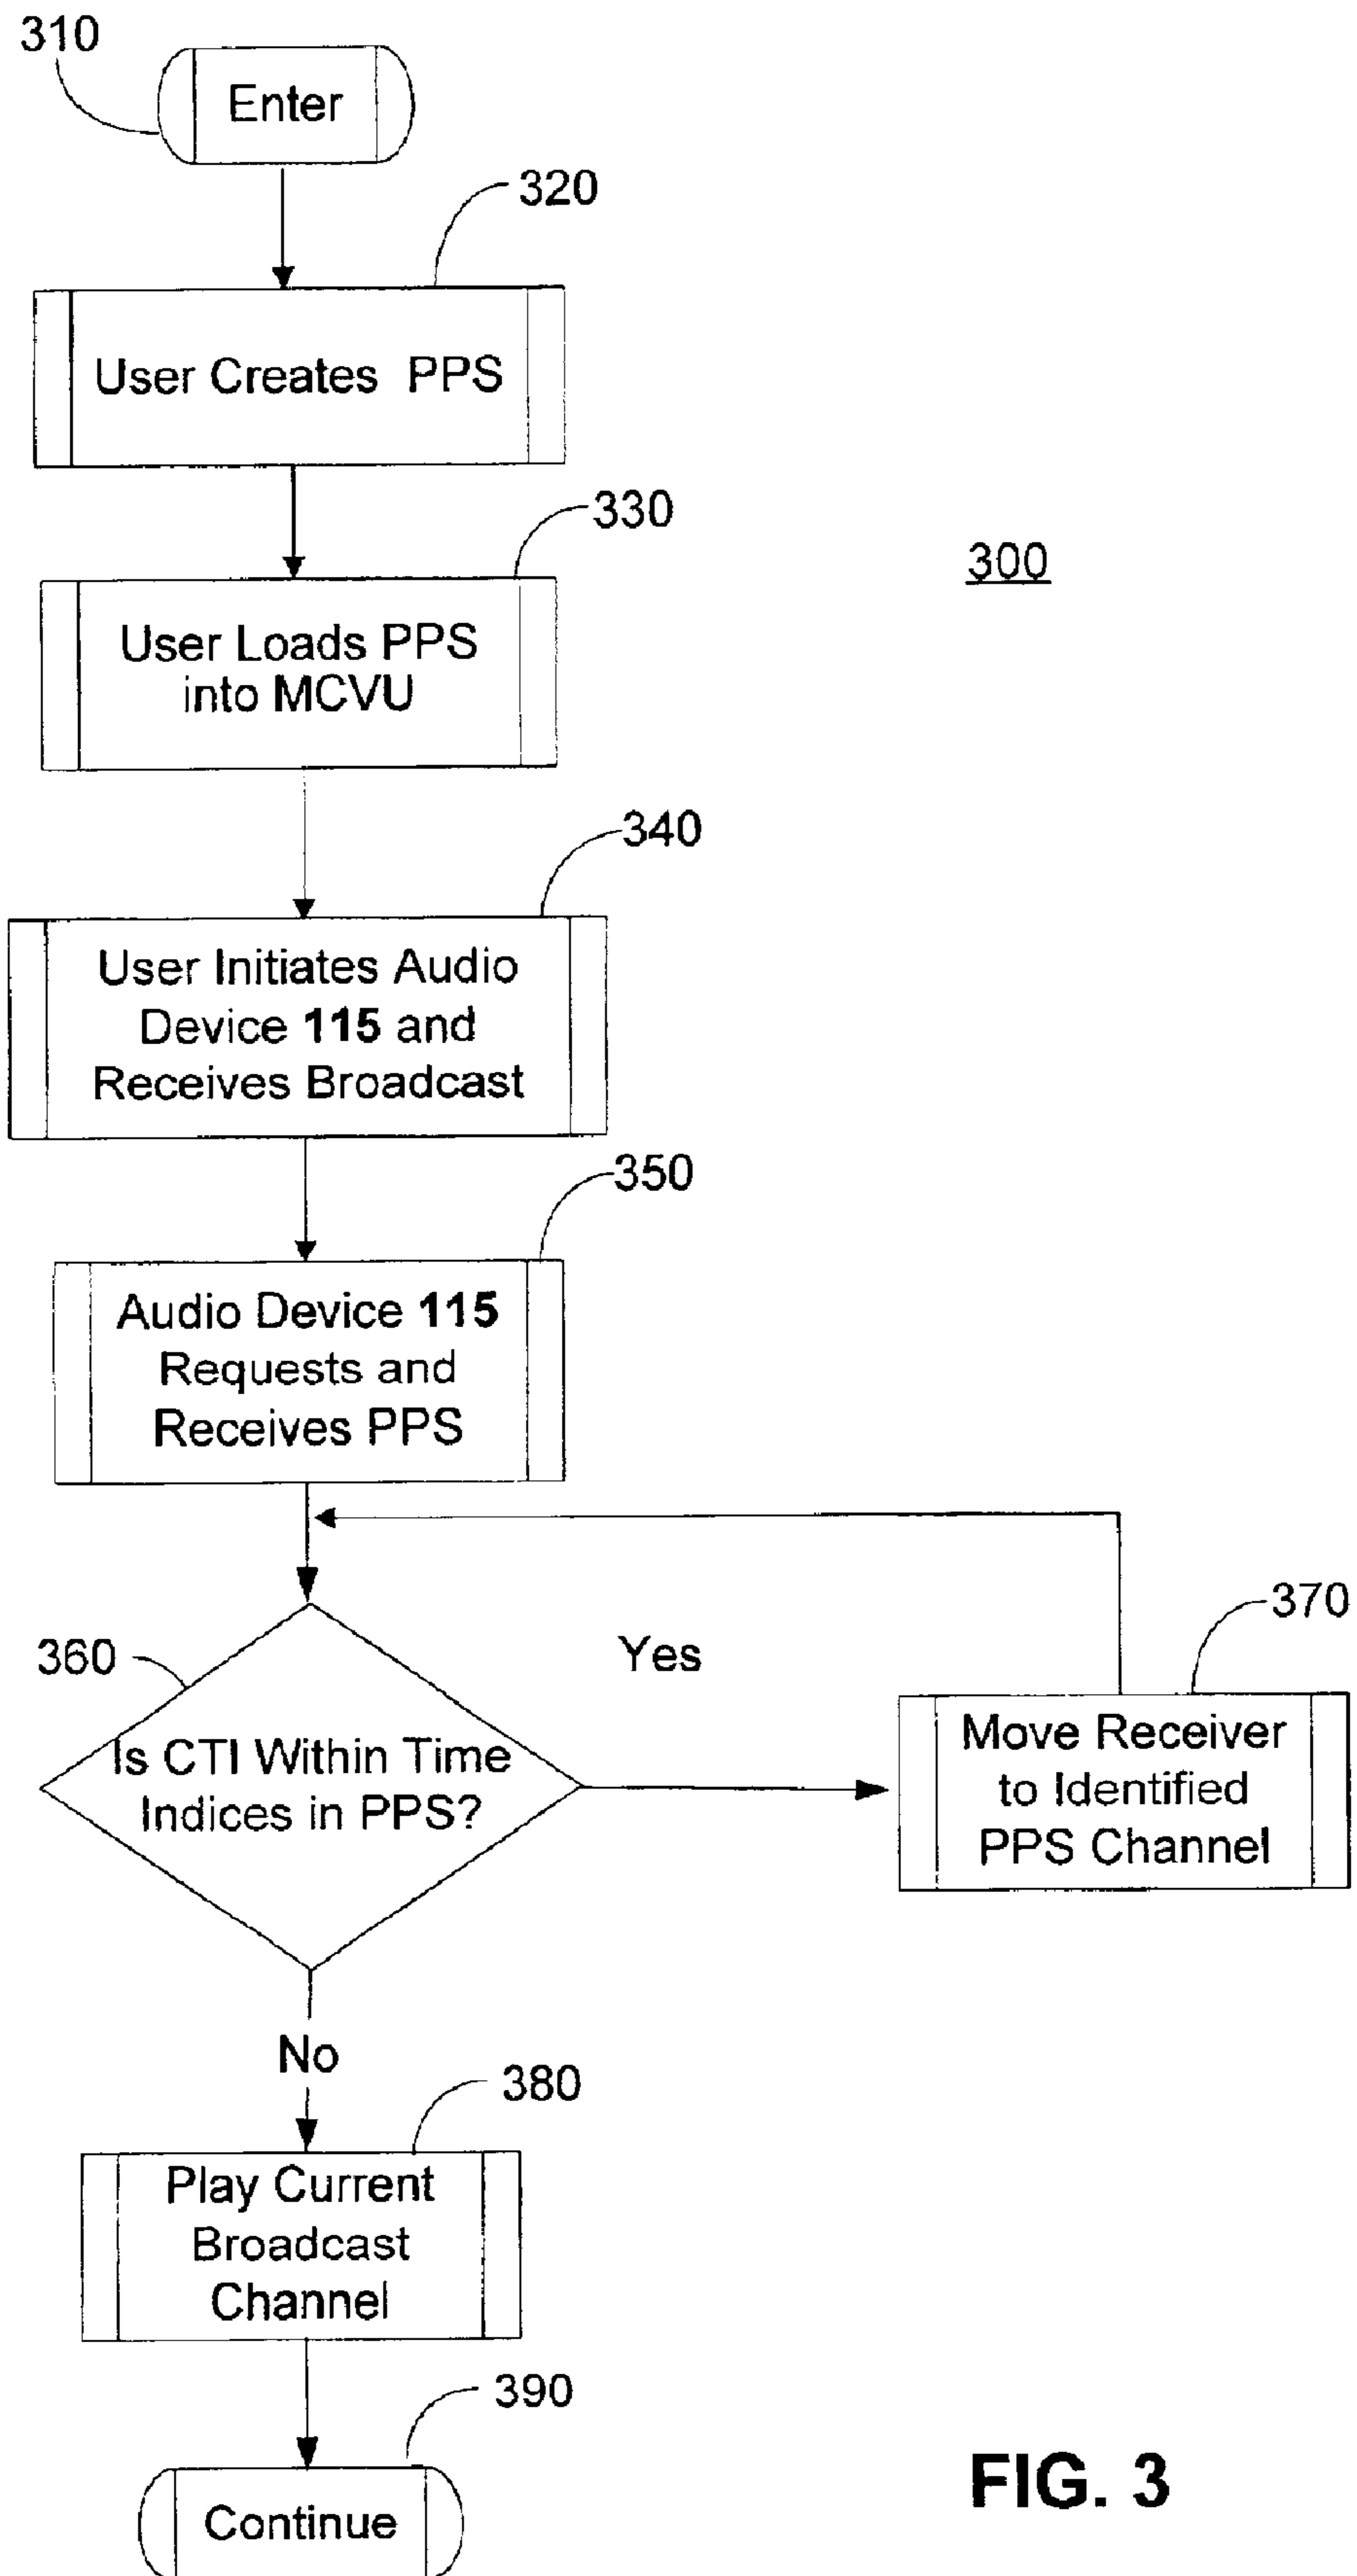 310
Enter
320
User Creates PPS
330
300
User Loads PPS
into MCVU
340
User Initiates Audio
Device 115 and
Receives Broadcast
350
Audio Device 115
Requests and
Receives PPS
370
360
Yes
Is CTI Within Time
Indices in PPS?
Move Receiver
to Identified
PPS Channel
No
380
Play Current
Broadcast
Channel
390
Continue
FIG. 3